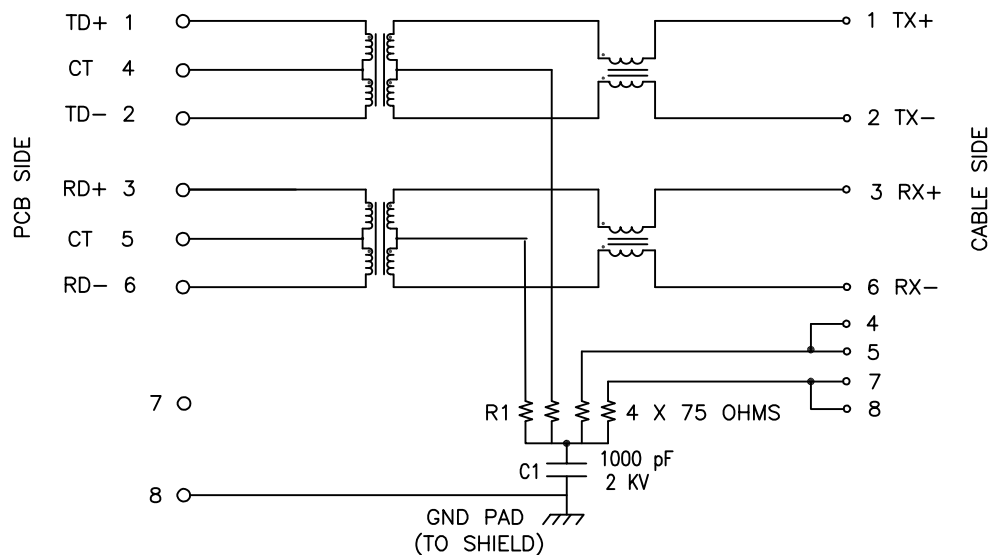 TD+ 1
1 TX+
CT 4
TD- 2
2 TX-
PCB SIDE
CABLE SIDE
RD+ 3
3 RX+
CT 5
RD- 6
6 RX-
4
5
7
8
7
R1
4 X 75 OHMS
C1
1000 pF
2 KV
8
GND PAD
(TO SHIELD)